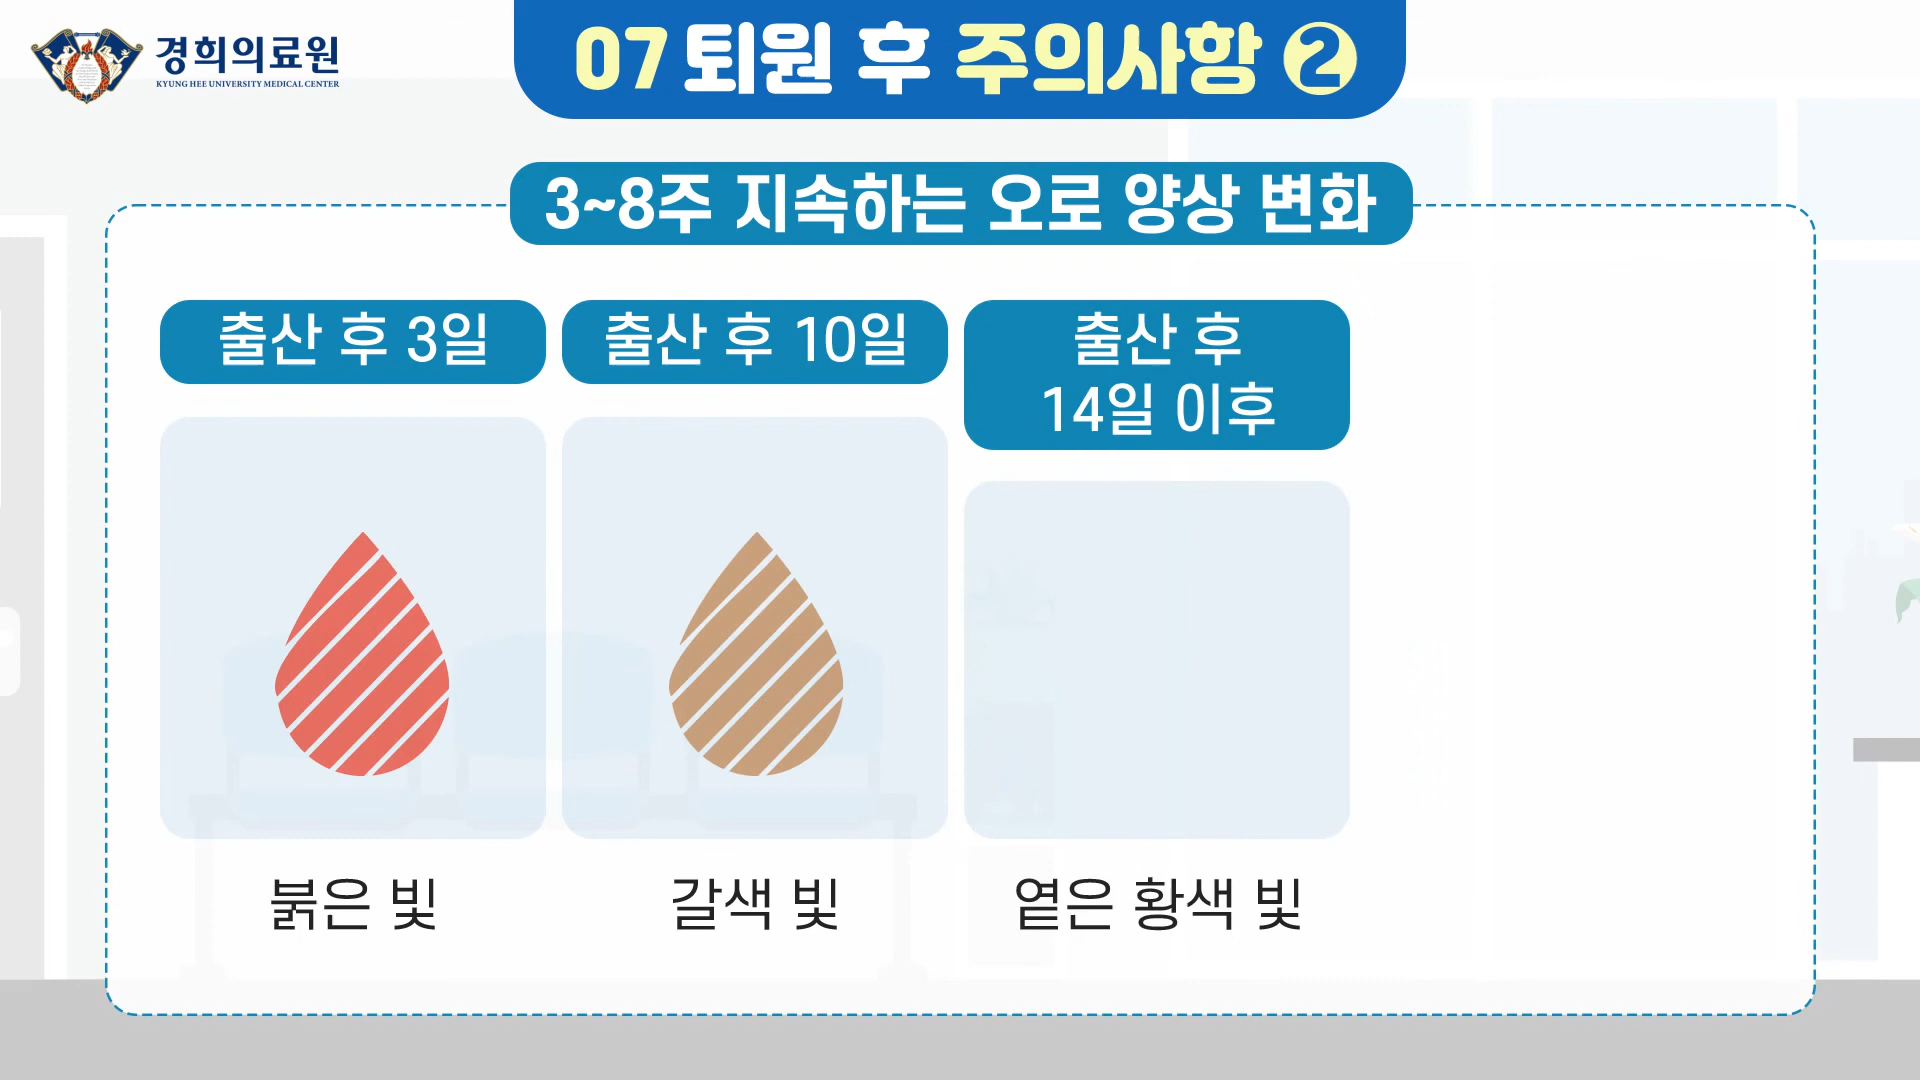 경희의료원
KYUNG HEE UNIVERSITY MEDICAL CENTER
07 퇴원 후 주의사항 ❷
3~8주 지속하는 오로 양상 변화
출산 후 3일
출산 후 10일
출산 후
14일 이후
붉은 빛
갈색 빛
옅은 황색 빛